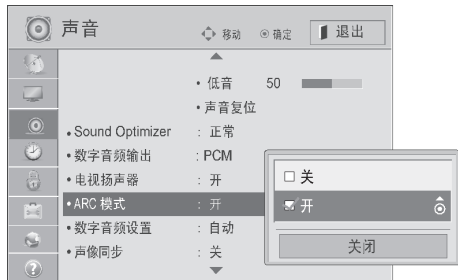 声音
移动 确定 退出
• 低音 50
• 声音复位
• Sound Optimizer : 正常
• 数字音频输出 : PCM
• 电视扬声器 : 开
• ARC 模式 : 开
• 数字音频设置 : 自动
• 声像同步 : 关
关
开
关闭
?